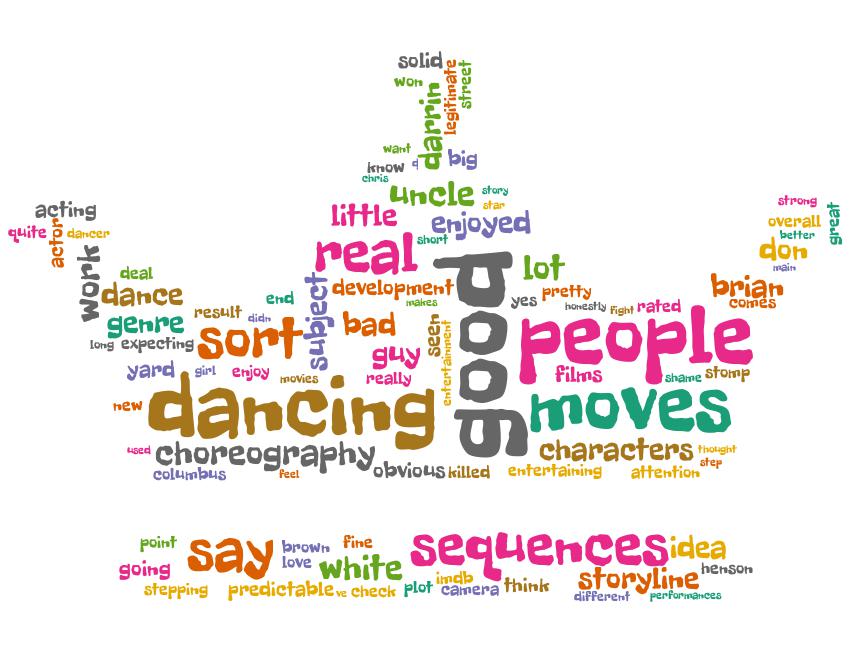 solid
won
legitimate
street
darrin
want
know
d
big
chris
uncle
story
star
little
enjoyed
real
short
acting
quite
actor
dancer
work
deal
dance
genre
long
expecting
result
didn
end
subject
development
makes
sort
bad
seen
entertainment
guy
really
yard
girl
enjoy
movies
good
lot
yes
pretty
honestly
fight
rated
people
films
shame
stomp
brian
comes
strong
overall
better
great
don
main
new
dancing
moves
used
choreography
columbus
feel
obvious
killed
characters
entertaining
attention
thought
step
point
say
brown
fine
love
going
white
sequences
idea
henson
stepping
predictable
ve
check
plot
imdb
camera
think
storyline
different
performances